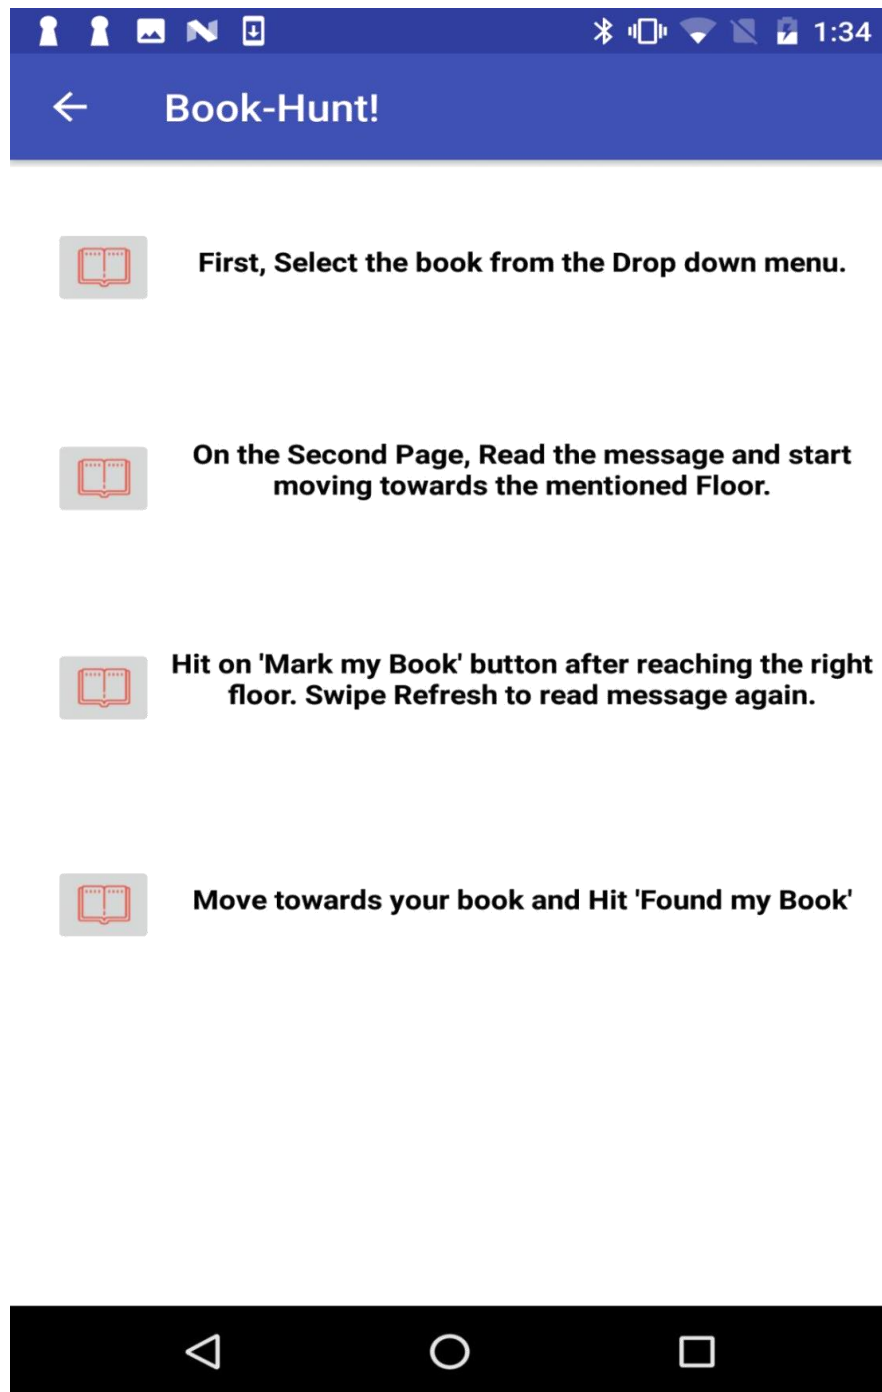 1:34
Book-Hunt!
First, Select the book from the Drop down menu.
On the Second Page, Read the message and start
moving towards the mentioned Floor.
Hit on 'Mark my Book' button after reaching the right
floor. Swipe Refresh to read message again.
Move towards your book and Hit 'Found my Book'